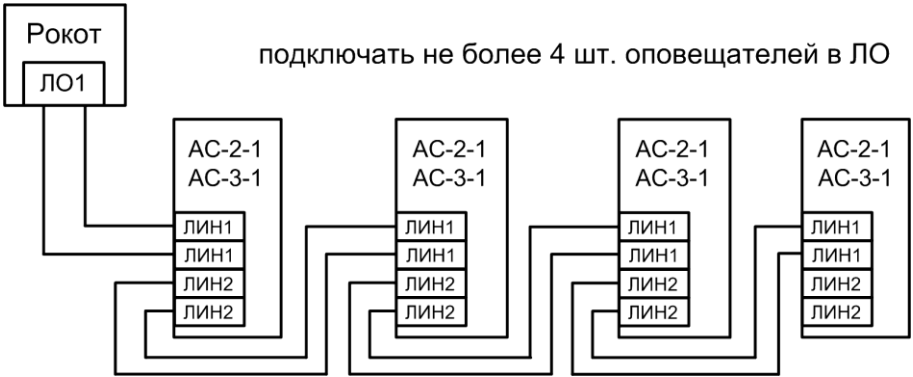 Рокот
ЛО1
подключать не более 4 шт. оповещателей в ЛО
АС-2-1
АС-3-1
ЛИН1
ЛИН1
ЛИН2
ЛИН2
АС-2-1
АС-3-1
ЛИН1
ЛИН1
ЛИН2
ЛИН2
АС-2-1
АС-3-1
ЛИН1
ЛИН1
ЛИН2
ЛИН2
АС-2-1
АС-3-1
ЛИН1
ЛИН1
ЛИН2
ЛИН2